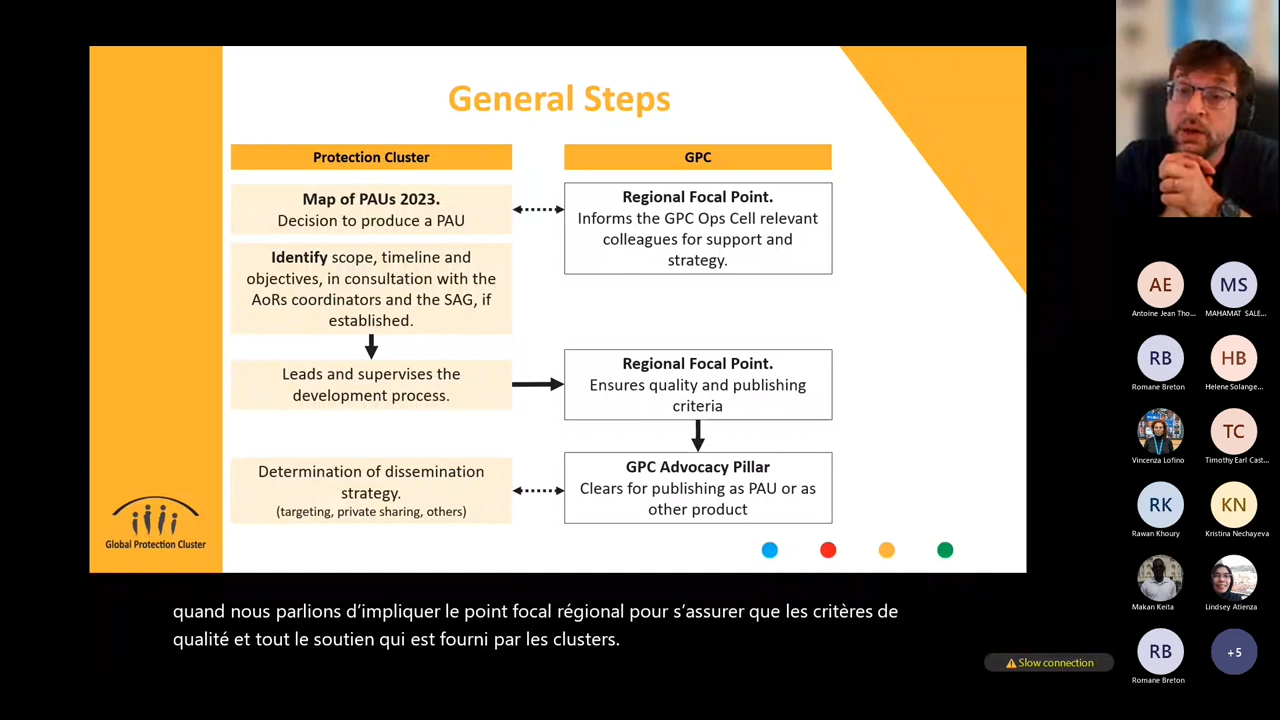 General Steps
Protection Cluster
GPC
Map of PAUs 2023.
Decision to produce a PAU
Regional Focal Point.
Informs the GPC Ops Cell relevant
colleagues for support and
strategy.
Identify scope, timeline and
objectives, in consultation with the
AoRs coordinators and the SAG, if
established.
Leads and supervises the
development process.
Regional Focal Point.
Ensures quality and publishing
criteria
Determination of dissemination
strategy.
(targeting, private sharing, others)
GPC Advocacy Pillar
Clears for publishing as PAU or as
other product
Global Protection Cluster
quand nous parlions d’impliquer le point focal régional pour s’assurer que les critères de
qualité et tout le soutien qui est fourni par les clusters.
Slow connection
AE
Antoine Jean Tho...
MS
MAHAMAT SALE...
RB
Romane Breton
HB
Helene Solange...
Vincenza Lofino
TC
Timothy Earl Cast...
RK
Rawan Khoury
KN
Kristina Nechayeva
Makan Keita
Lindsey Atienza
RB
Romane Breton
+5